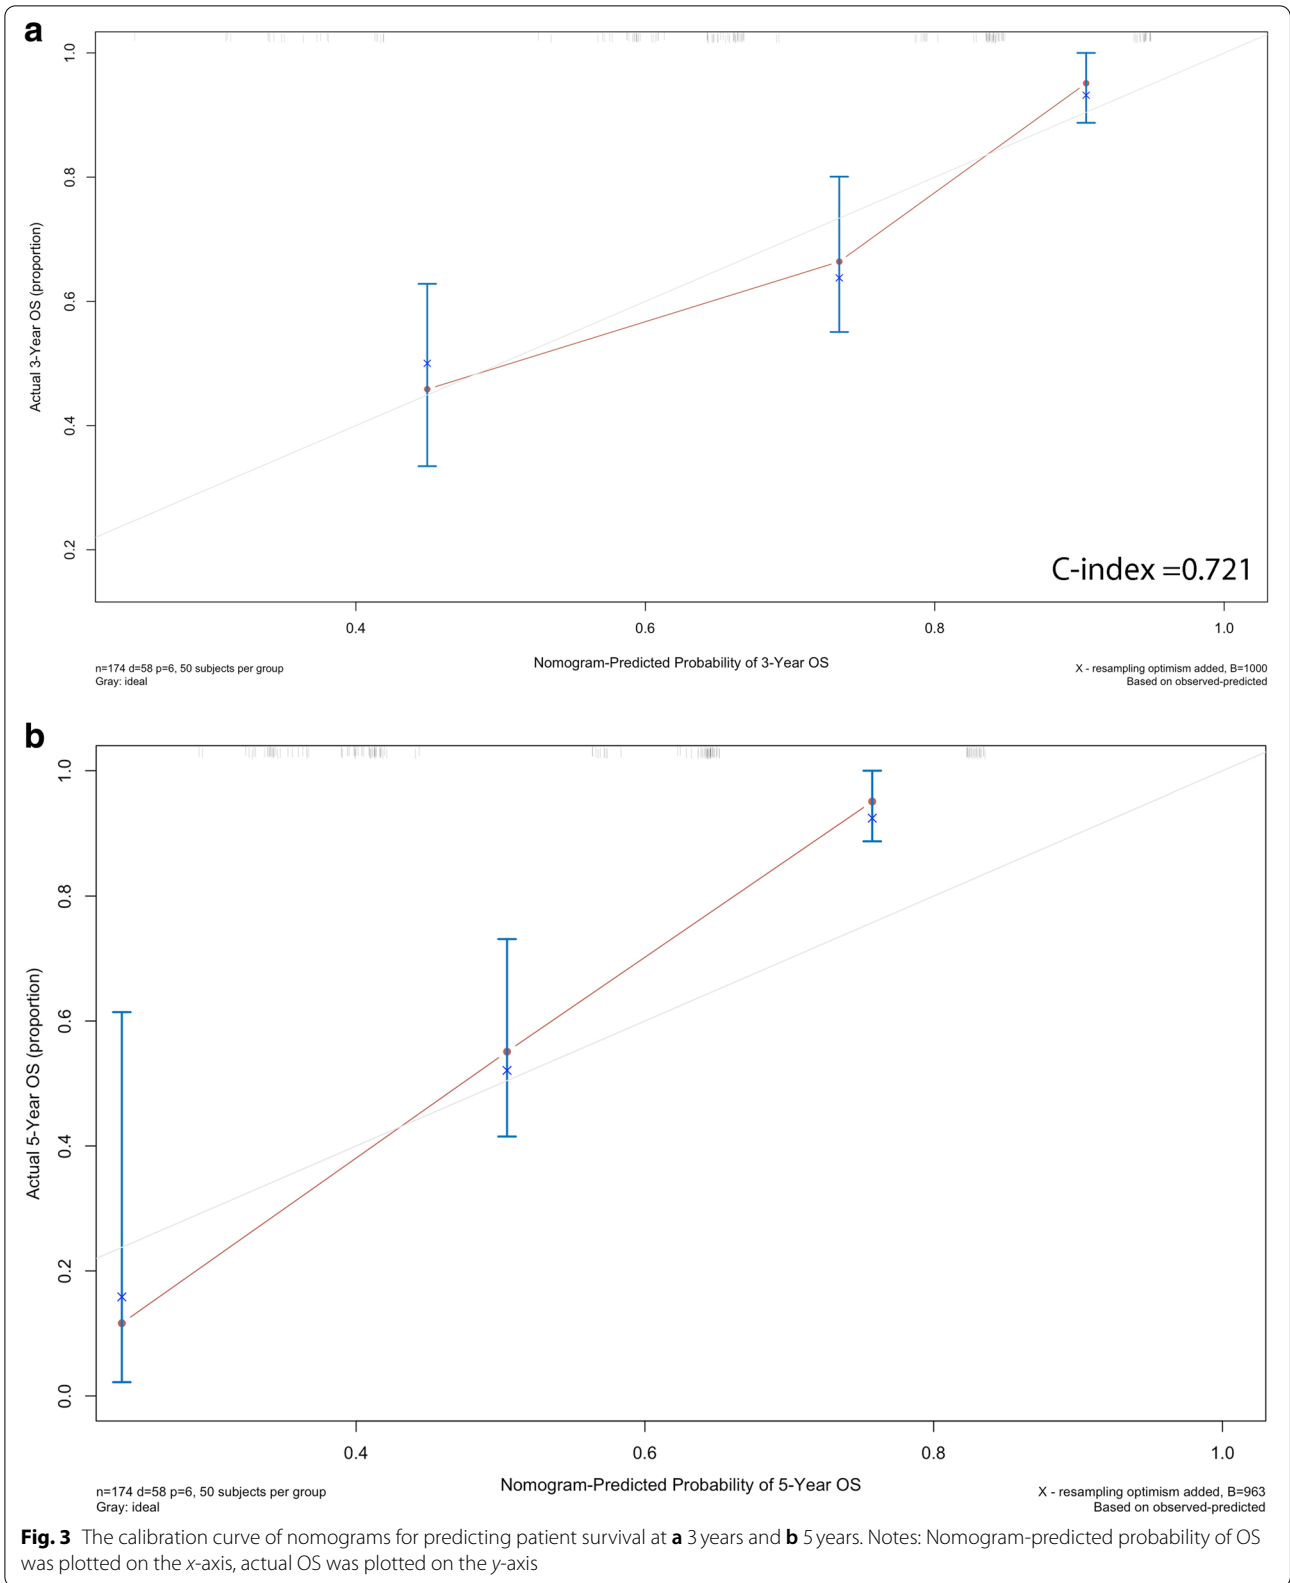 a
1.0
0.8
0.6
0.4
0.2
Actual 3-Year OS (proportion)
C-index =0.721
0.4 0.6 0.8 1.0
Nomogram-Predicted Probability of 3-Year OS
n=174 d=58 p=6, 50 subjects per group
Gray: ideal
X - resampling optimism added, B=1000
Based on observed-predicted
b
1.0
0.8
0.6
0.4
0.2
0.0
Actual 5-Year OS (proportion)
0.4 0.6 0.8 1.0
Nomogram-Predicted Probability of 5-Year OS
n=174 d=58 p=6, 50 subjects per group
Gray: ideal
X - resampling optimism added, B=963
Based on observed-predicted
Fig. 3 The calibration curve of nomograms for predicting patient survival at a 3 years and b 5 years. Notes: Nomogram-predicted probability of OS
was plotted on the x-axis, actual OS was plotted on the y-axis